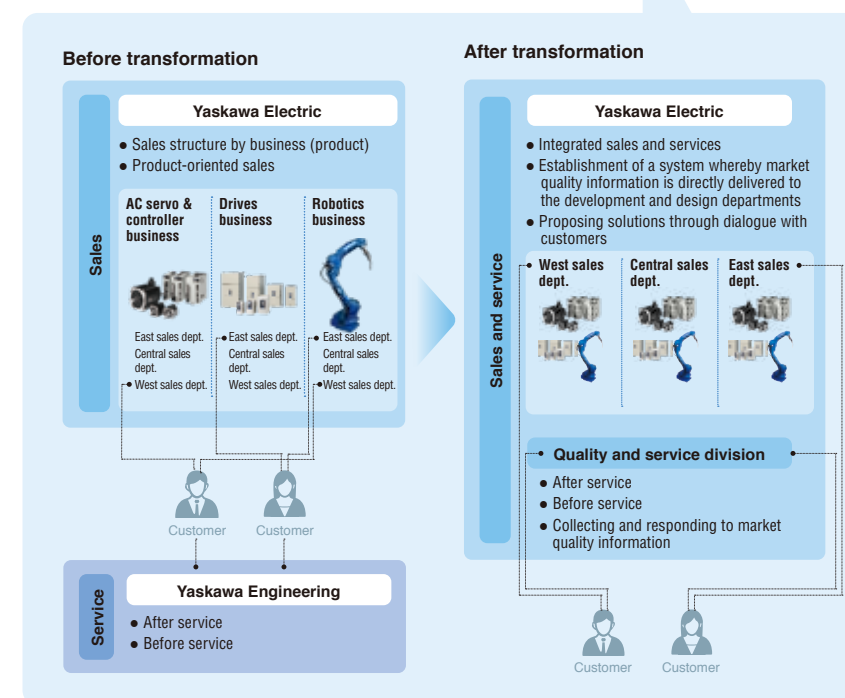 Before transformation
Yaskawa Electric
● Sales structure by business (product)
● Product-oriented sales
Sales
AC servo &
controller
business
East sales dept.
Central sales
dept.
West sales dept.
Drives
business
East sales dept.
Central sales
dept.
West sales dept.
Robotics
business
East sales dept.
Central sales
dept.
West sales dept.
Customer
Customer
Service
Yaskawa Engineering
● After service
● Before service
After transformation
Yaskawa Electric
● Integrated sales and services
● Establishment of a system whereby market
quality information is directly delivered to
the development and design departments
● Proposing solutions through dialogue with
customers
Sales and service
West sales
dept.
Central sales
dept.
East sales
dept.
Quality and service division
● After service
● Before service
● Collecting and responding to market
quality information
Customer
Customer